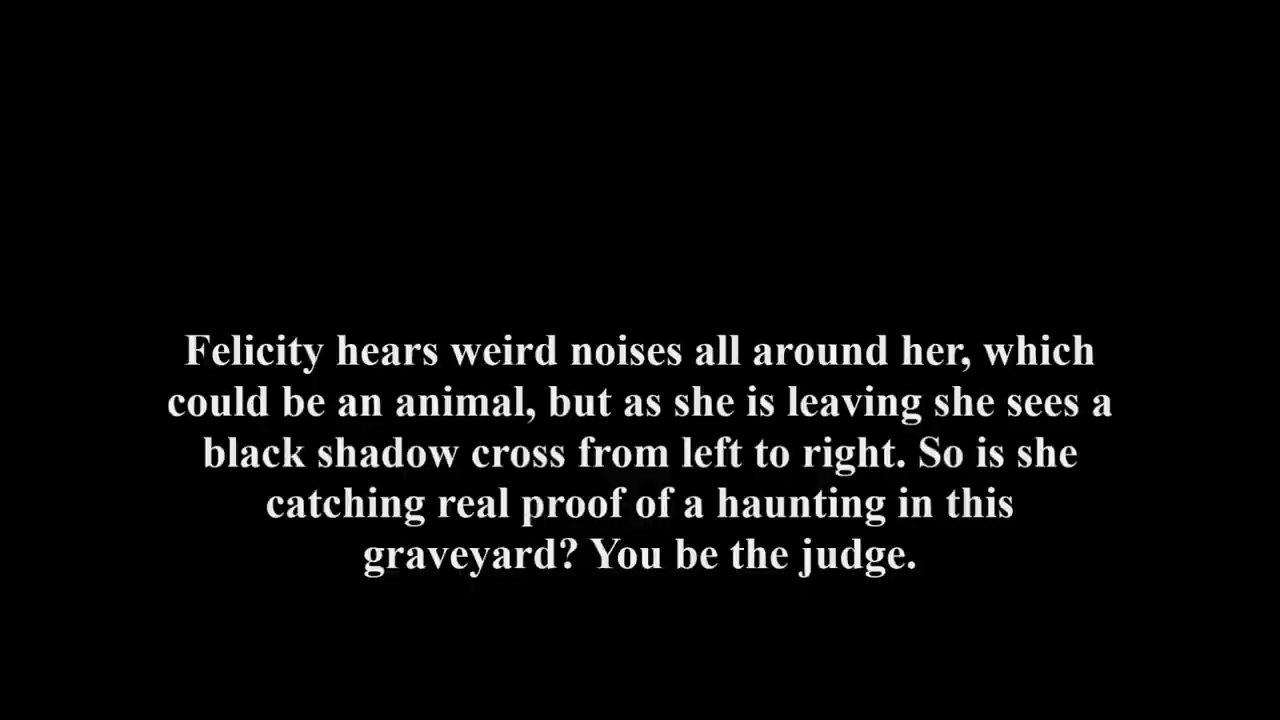 Felicity hears weird noises all around her, which
could be an animal, but as she is leaving she sees a
black shadow cross from left to right. So is she
catching real proof of a haunting in this
graveyard? You be the judge.